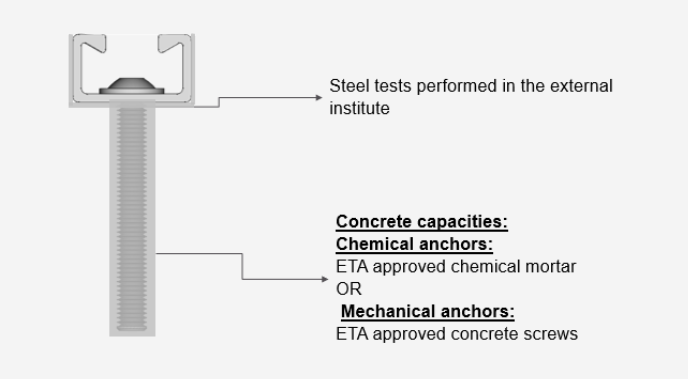 Steel tests performed in the external
institute
Concrete capacities:
Chemical anchors:
ETA approved chemical mortar
OR
Mechanical anchors:
ETA approved concrete screws